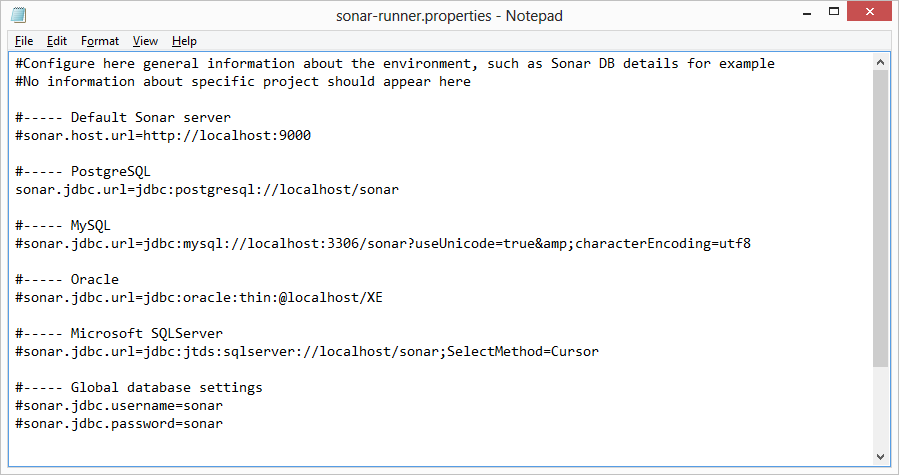 sonar-runner.properties - Notepad
File Edit Format View Help
#Configure here general information about the environment, such as Sonar DB details for example
#No information about specific project should appear here
#----- Default Sonar server
#sonar.host.url=http://localhost:9000
#----- PostgreSQL
sonar.jdbc.url=jdbc:postgresql://localhost/sonar
#----- MySQL
#sonar.jdbc.url=jdbc:mysql://localhost:3306/sonar?useUnicode=true&amp;characterEncoding=utf8
#----- Oracle
#sonar.jdbc.url=jdbc:oracle:thin:@localhost/XE
#----- Microsoft SQLServer
#sonar.jdbc.url=jdbc:jtds:sqlserver://localhost/sonar;SelectMethod=Cursor
#----- Global database settings
#sonar.jdbc.username=sonar
#sonar.jdbc.password=sonar